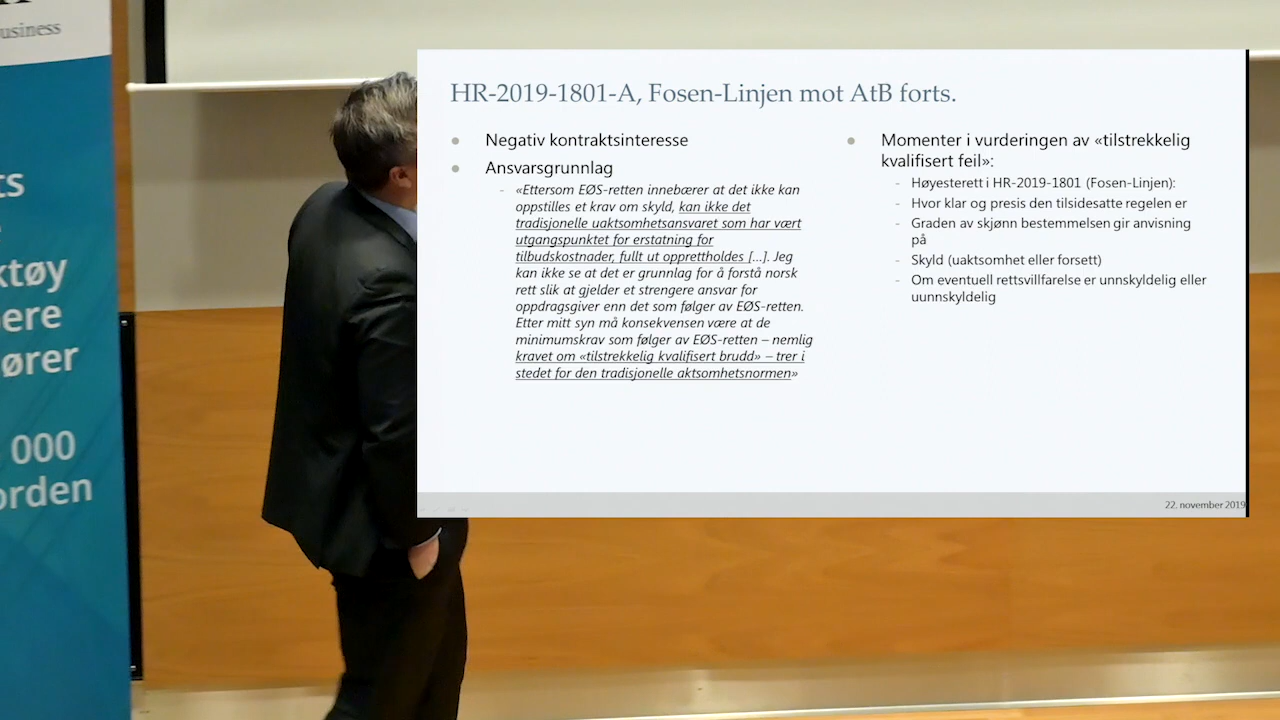 usiness
ts
ktøy
ere
ører
000
orden
HR-2019-1801-A, Fosen-Linjen mot AtB forts.
Negativ kontraktsinteresse
Ansvarsgrunnlag
- «Ettersom EØS-retten innebærer at det ikke kan
oppstilles et krav om skyld, kan ikke det
tradisjonelle uaktsomhetsansvaret som har vært
utgangspunktet for erstatning for
tilbudskostnader, fullt ut opprettholdes [...]. Jeg
kan ikke se at det er grunnlag for å forstå norsk
rett slik at gjelder et strengere ansvar for
oppdragsgiver enn det som følger av EØS-retten.
Etter mitt syn må konsekvensen være at de
minimumskrav som følger av EØS-retten – nemlig
kravet om «tilstrekkelig kvalifisert brudd» – trer i
stedet for den tradisjonelle aktsomhetsnormen»
Momenter i vurderingen av «tilstrekkelig
kvalifisert feil»:
- Høyesterett i HR-2019-1801 (Fosen-Linjen):
- Hvor klar og presis den tilsidesatte regelen er
- Graden av skjønn bestemmelsen gir anvisning
på
- Skyld (uaktsomhet eller forsett)
- Om eventuell rettsvillfarelse er unnskyldelig eller
uunnskyldelig
22. november 2019